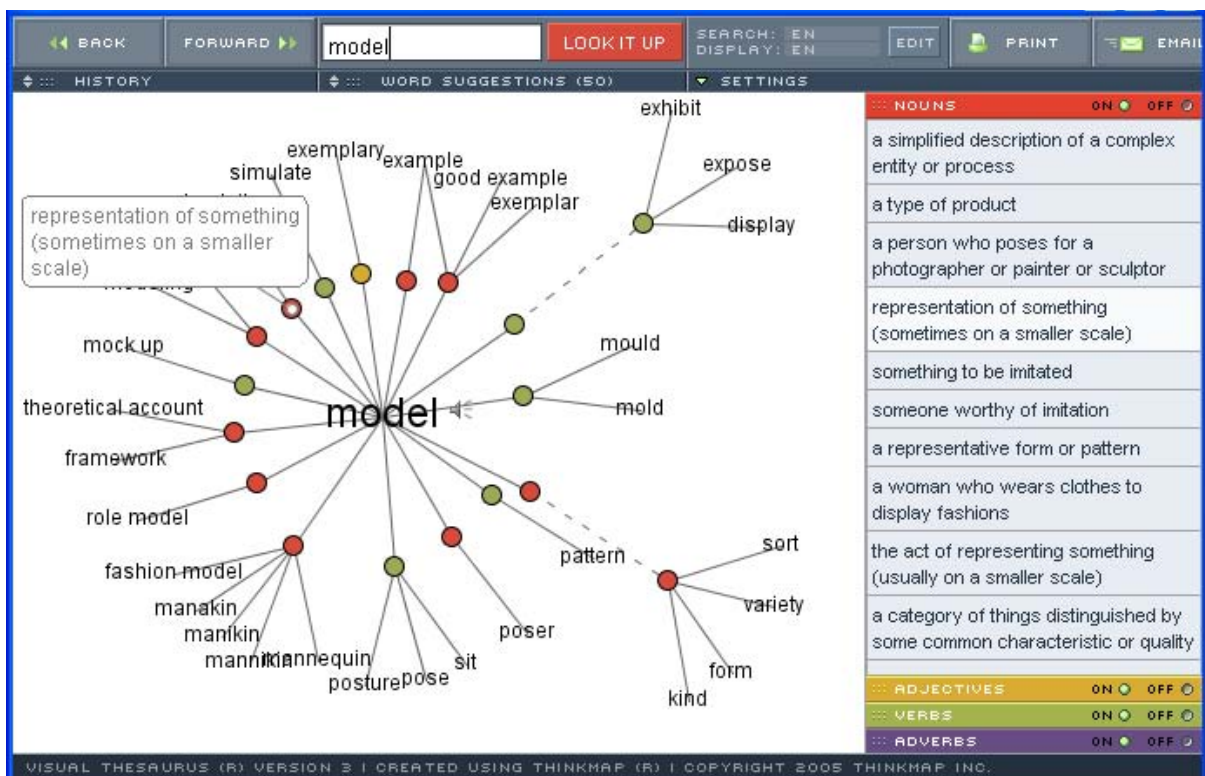 BACK
FORWARD
model
LOOK IT UP
SEARCH: EN
DISPLAY: EN
EDIT
PRINT
EMAIL
HISTORY
WORD SUGGESTIONS (50)
SETTINGS
exhibit
exemplary
example
expose
simulate
good example
exemplar
display
representation of something
(sometimes on a smaller
scale)
mock up
mould
theoretical account
model
mold
framework
role model
pattern
sort
fashion model
variety
manakin
manikin
poser
mannikin
mannequin
sit
form
posture
pose
kind
NOUNS
ON OFF
a simplified description of a complex
entity or process
a type of product
a person who poses for a
photographer or painter or sculptor
representation of something
(sometimes on a smaller scale)
something to be imitated
someone worthy of imitation
a representative form or pattern
a woman who wears clothes to
display fashions
the act of representing something
(usually on a smaller scale)
a category of things distinguished by
some common characteristic or quality
ADJECTIVES
ON OFF
VERBS
ON OFF
ADVERBS
ON OFF
VISUAL THESAURUS (R) VERSION 3 | CREATED USING THINKMAP (R) | COPYRIGHT 2005 THINKMAP INC.